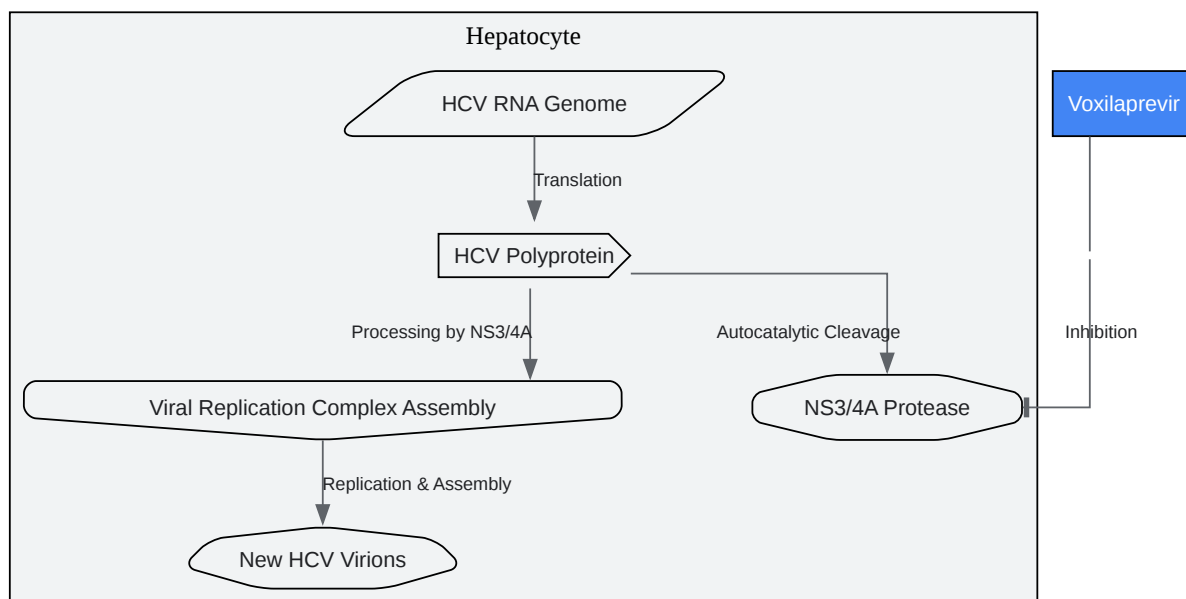 Hepatocyte
HCV RNA Genome
Voxilaprevir
Translation
HCV Polyprotein
Processing by NS3/4A
Autocatalytic Cleavage
Inhibition
Viral Replication Complex Assembly
NS3/4A Protease
Replication & Assembly
New HCV Virions